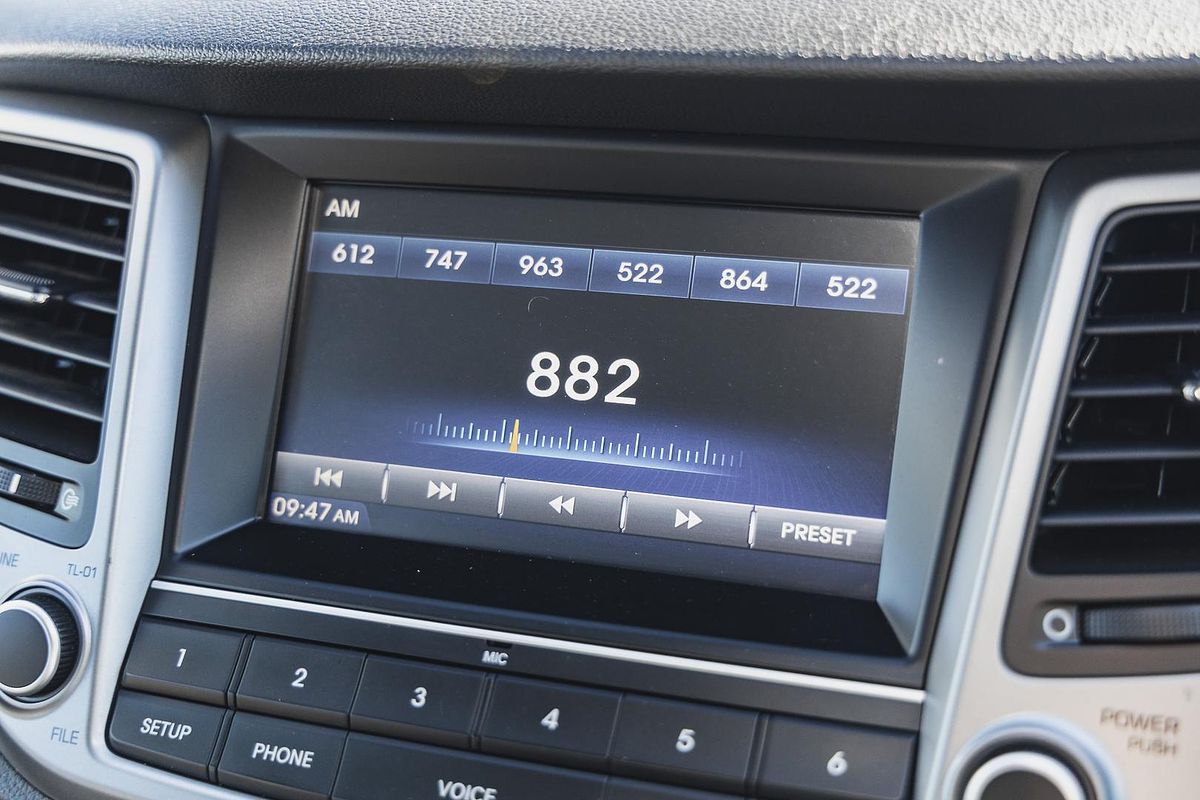 AM
612 747 963 522 864 522
882
PRESET
09:47 AM
TL-01
MIC
1 2 3 4 5 6
FILE
SETUP PHONE VOICE
POWER
PUSH